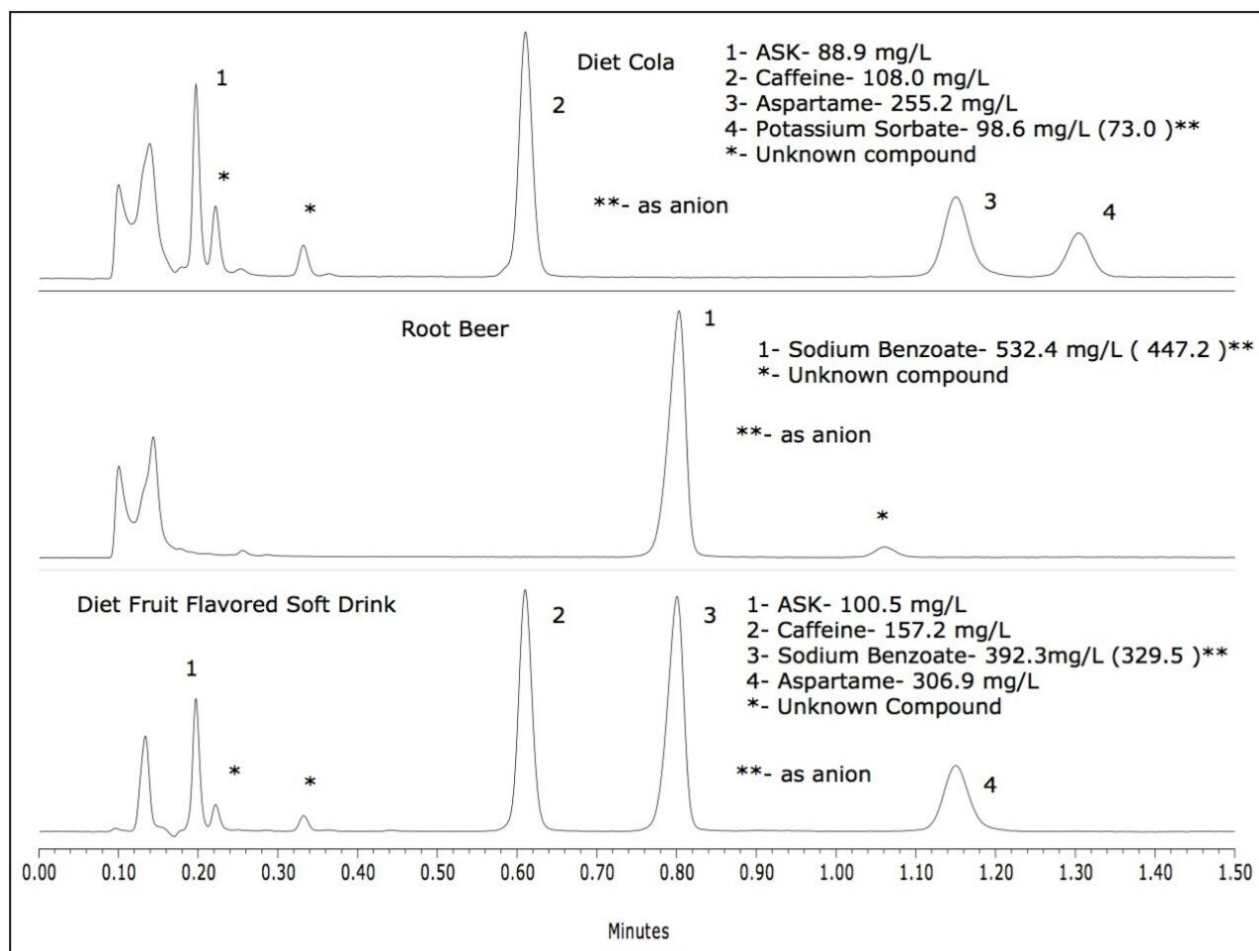 Diet Cola
1- ASK- 88.9 mg/L
2- Caffeine- 108.0 mg/L
3- Aspartame- 255.2 mg/L
4- Potassium Sorbate- 98.6 mg/L (73.0 )**
*- Unknown compound
**- as anion
1
*
*
2
3
4
Root Beer
1- Sodium Benzoate- 532.4 mg/L ( 447.2 )**
*- Unknown compound
**- as anion
1
*
Diet Fruit Flavored Soft Drink
1- ASK- 100.5 mg/L
2- Caffeine- 157.2 mg/L
3- Sodium Benzoate- 392.3mg/L (329.5 )**
4- Aspartame- 306.9 mg/L
*- Unknown Compound
**- as anion
1
*
*
2
3
4
0.00 0.10 0.20 0.30 0.40 0.50 0.60 0.70 0.80 0.90 1.00 1.10 1.20 1.30 1.40 1.50
Minutes